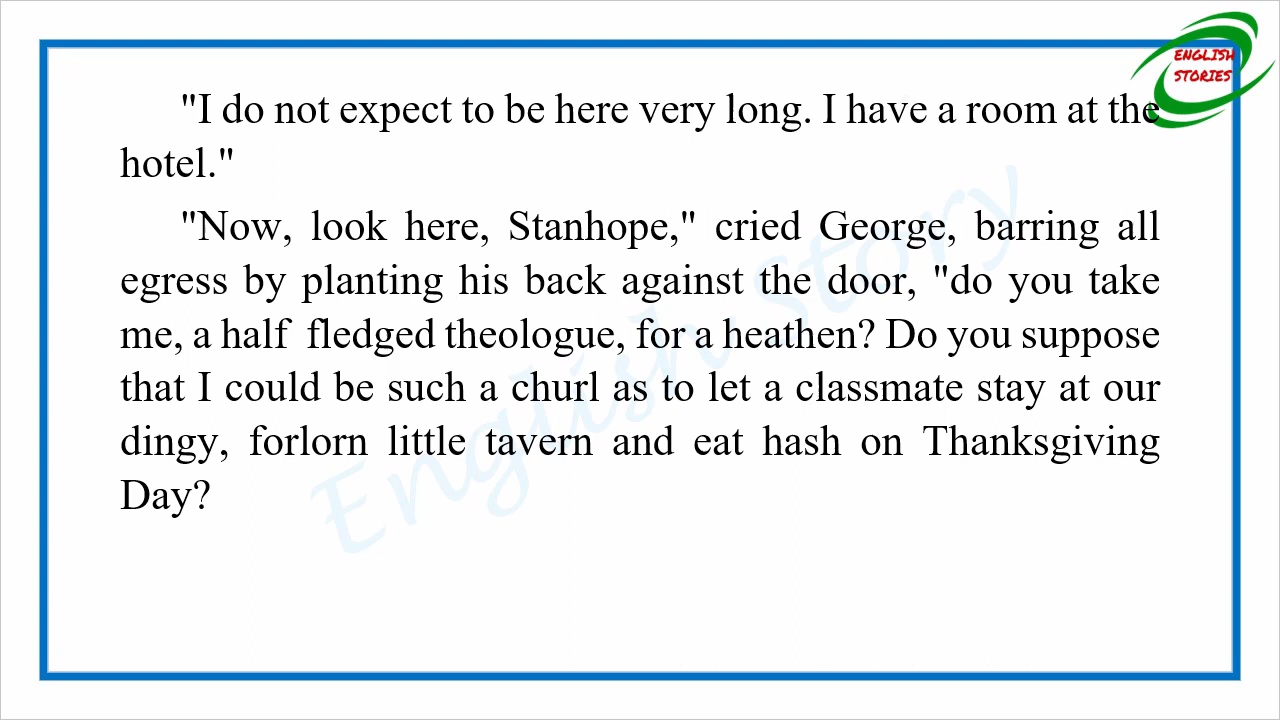 ENGLISH
STORIES
"I do not expect to be here very long. I have a room at the
hotel."
"Now, look here, Stanhope," cried George, barring all
egress by planting his back against the door, "do you take
me, a half fledged theologue, for a heathen? Do you suppose
that I could be such a churl as to let a classmate stay at our
dingy, forlorn little tavern and eat hash on Thanksgiving
Day?
English Story